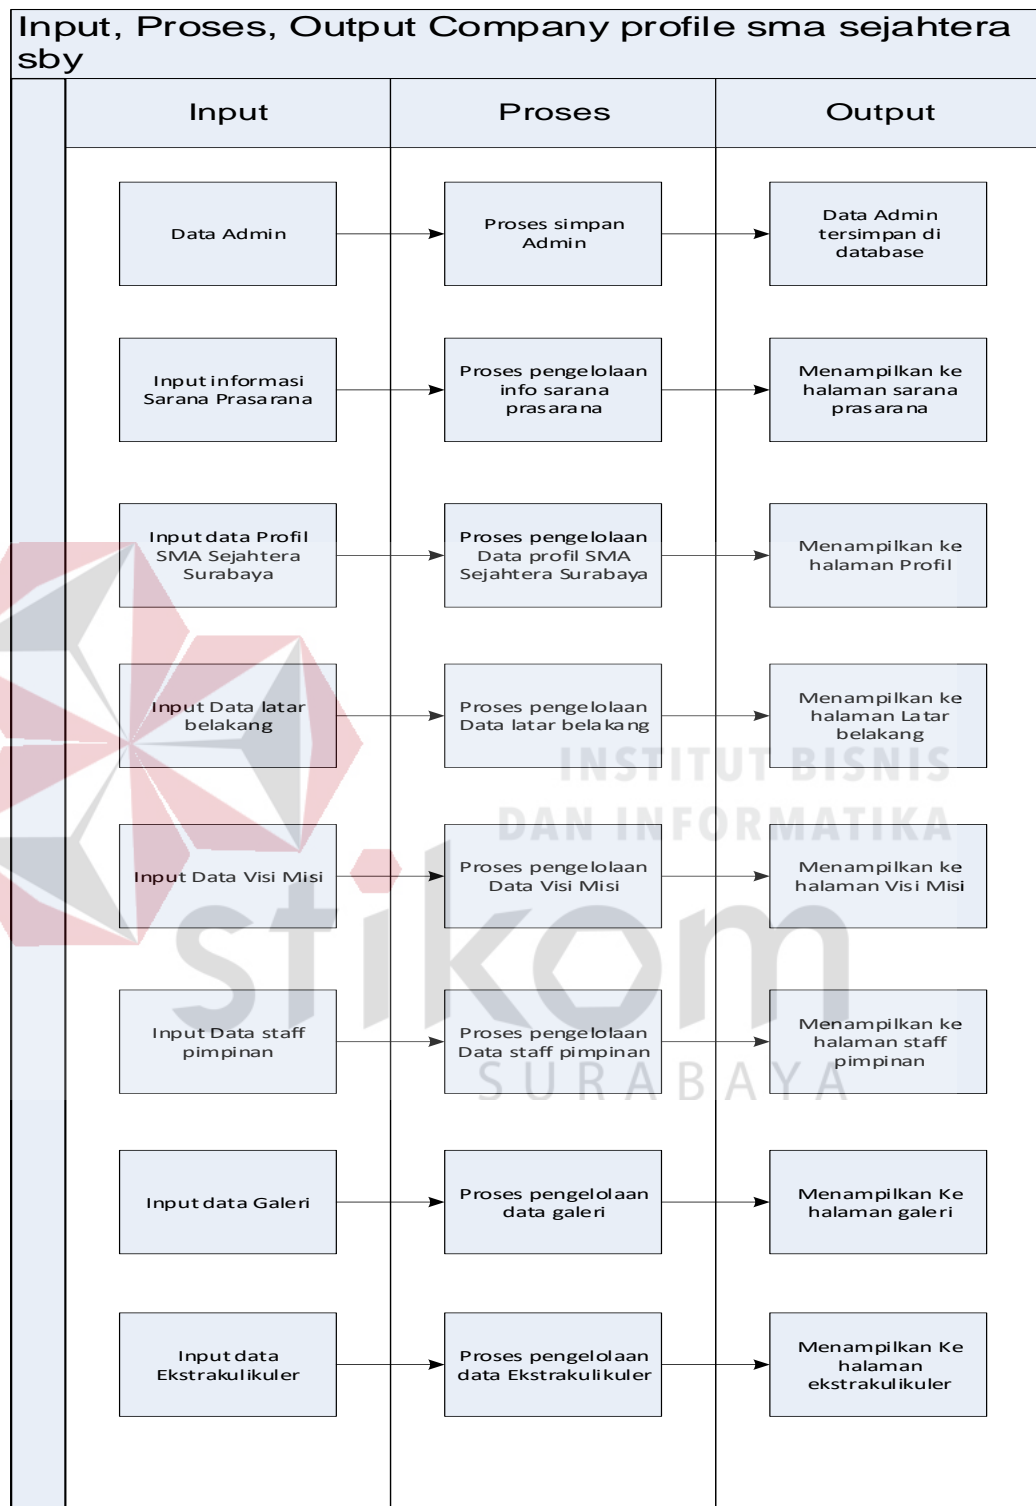 Input, Proses, Output Company profile sma sejahtera
sby
Input
Proses
Output
Data Admin
Proses simpan
Admin
Data Admin
tersimpan di
database
Input informasi
Sarana Prasarana
Proses pengelolaan
info sarana
prasarana
Menampilkan ke
halaman sarana
prasarana
Input data Profil
SMA Sejahtera
Surabaya
Proses pengelolaan
Data profil SMA
Sejahtera Surabaya
Menampilkan ke
halaman Profil
Input Data latar
belakang
Proses pengelolaan
Data latar belakang
Menampilkan ke
halaman Latar
belakang
INSTITUT BISNIS
DAN INFORMATIKA
Input Data Visi Misi
Proses pengelolaan
Data Visi Misi
Menampilkan ke
halaman Visi Misi
stikom
Input Data staff
pimpinan
Proses pengelolaan
Data staff pimpinan
Menampilkan ke
halaman staff
pimpinan
SURABAYA
Input data Galeri
Proses pengelolaan
data galeri
Menampilkan Ke
halaman galeri
Input data
Ekstrakulikuler
Proses pengelolaan
data Ekstrakulikuler
Menampilkan Ke
halaman
ekstrakulikuler